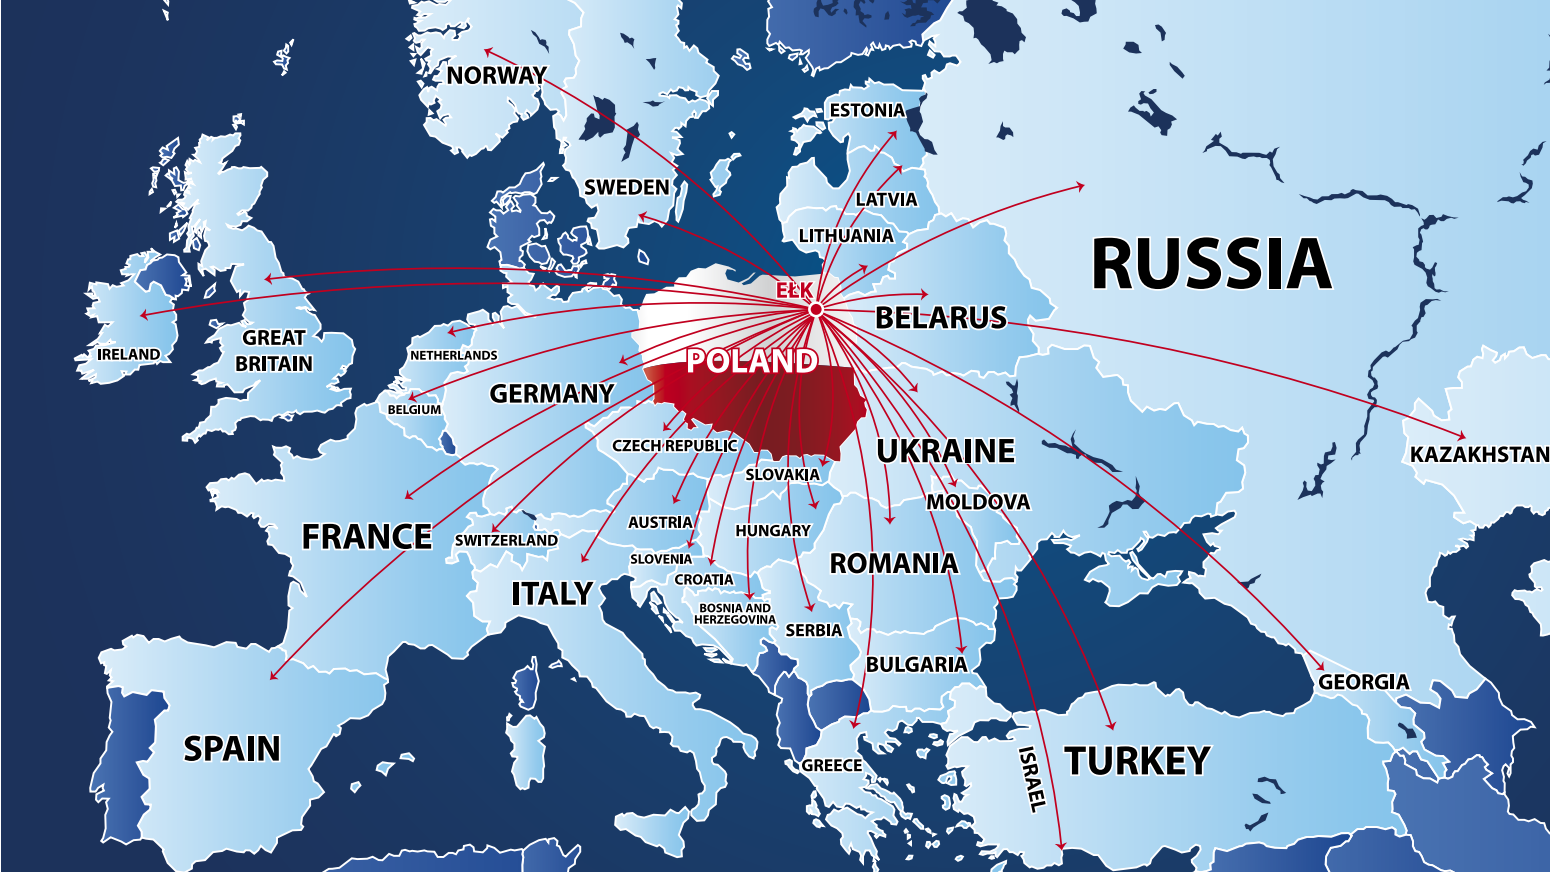 NORWAY
ESTONIA
SWEDEN
LATVIA
LITHUANIA
RUSSIA
EŁK
BELARUS
GREAT
BRITAIN
IRELAND
NETHERLANDS
POLAND
GERMANY
BELGIUM
CZECH REPUBLIC
UKRAINE
KAZAKHSTAN
SLOVAKIA
MOLDOVA
AUSTRIA
HUNGARY
FRANCE
SWITZERLAND
SLOVENIA
ROMANIA
CROATIA
ITALY
BOSNIA AND
HERZEGOVINA
SERBIA
BULGARIA
GEORGIA
SPAIN
GREECE
ISRAEL
TURKEY